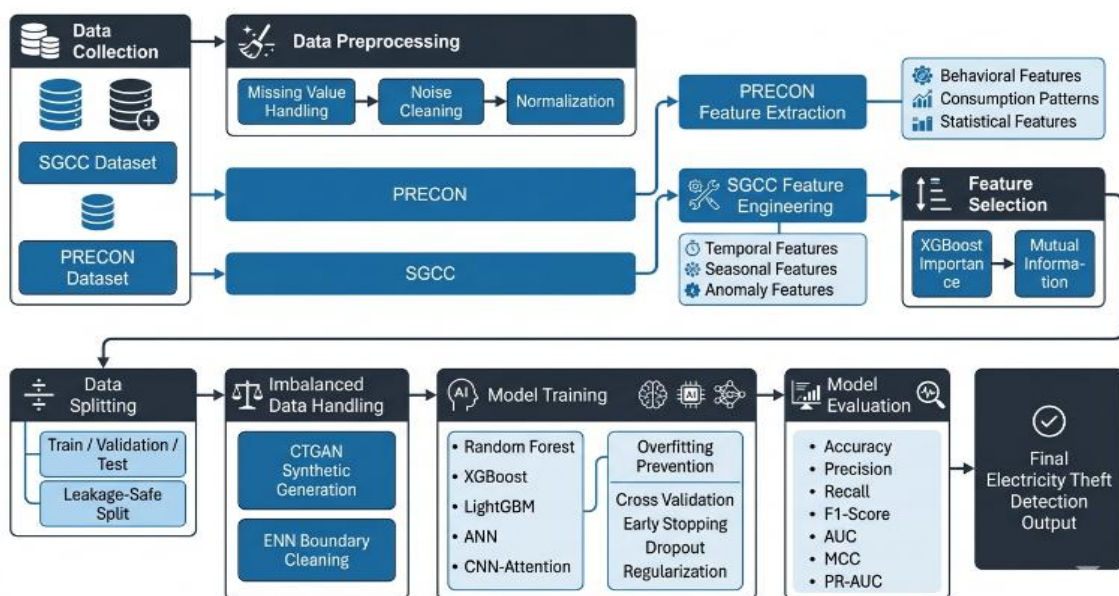 Data
Collection
SGCC Dataset
PRECON
Dataset
Data Preprocessing
Missing Value
Handling
Noise
Cleaning
Normalization
PRECON
SGCC
PRECON
Feature Extraction
Behavioral Features
Consumption Patterns
Statistical Features
SGCC Feature
Engineering
Temporal Features
Seasonal Features
Anomaly Features
Feature
Selection
XGBoost
Importan
ce
Mutual
Informa-
tion
Data
Splitting
Train / Validation /
Test
Leakage-Safe
Split
Imbalanced
Data Handling
CTGAN
Synthetic
Generation
ENN Boundary
Cleaning
AI
Model Training
AI
• Random Forest
• XGBoost
• LightGBM
• ANN
• CNN-Attention
Overfitting
Prevention
Cross Validation
Early Stopping
Dropout
Regularization
Model
Evaluation
• Accuracy
• Precision
• Recall
• F1-Score
• AUC
• MCC
• PR-AUC
Final
Electricity Theft
Detection
Output